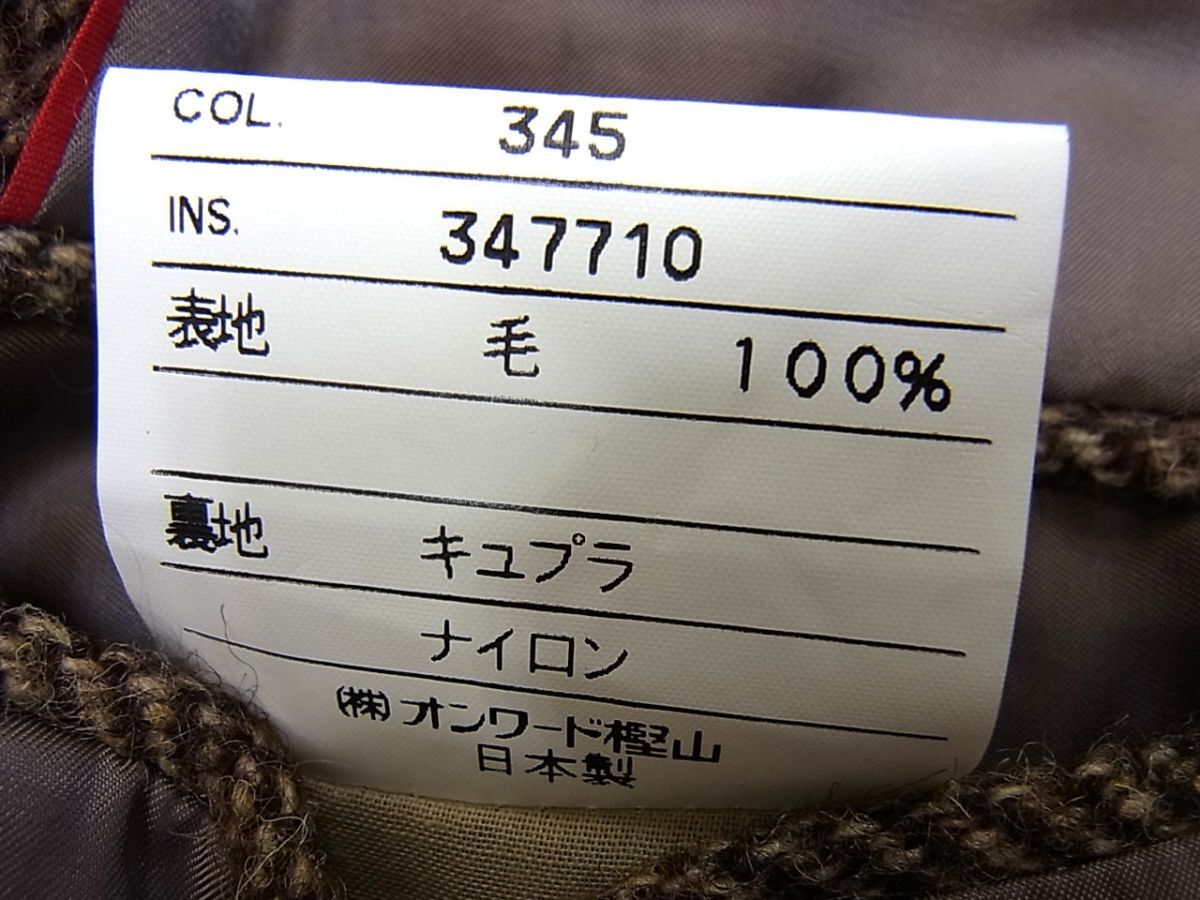 COL. 345
INS. 347710
表地 毛 100%
裏地 キュプラ
ナイロン
(株)オンワード樫山
日本製